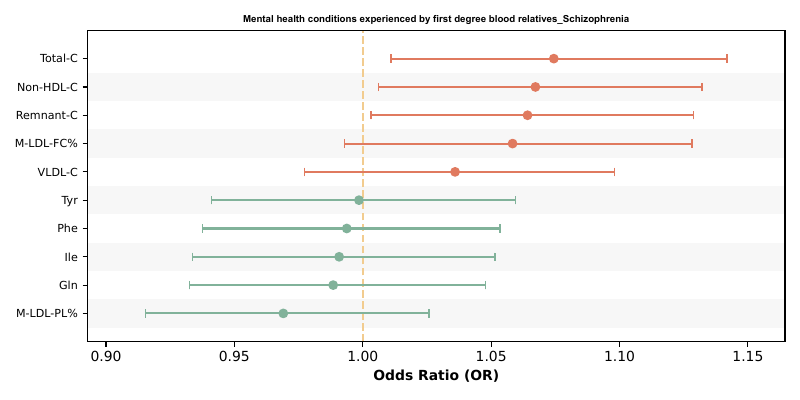 Mental health conditions experienced by first degree blood relatives_Schizophrenia
Total-C
Non-HDL-C
Remnant-C
M-LDL-FC%
VLDL-C
Tyr
Phe
Ile
Gln
M-LDL-PL%
0.90 0.95 1.00 1.05 1.10 1.15
Odds Ratio (OR)